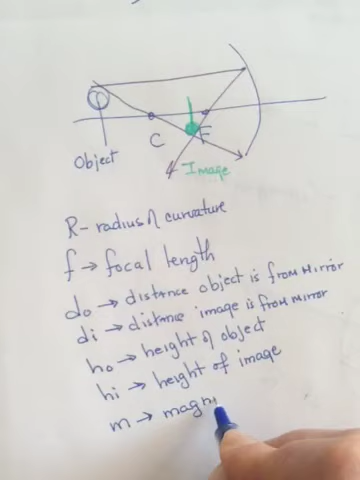 C F
Object
Image
R- radius of curvature
f → focal length
do → distance object is from mirror
di → distance image is from mirror
ho → height of object
hi → height of image
m → magni